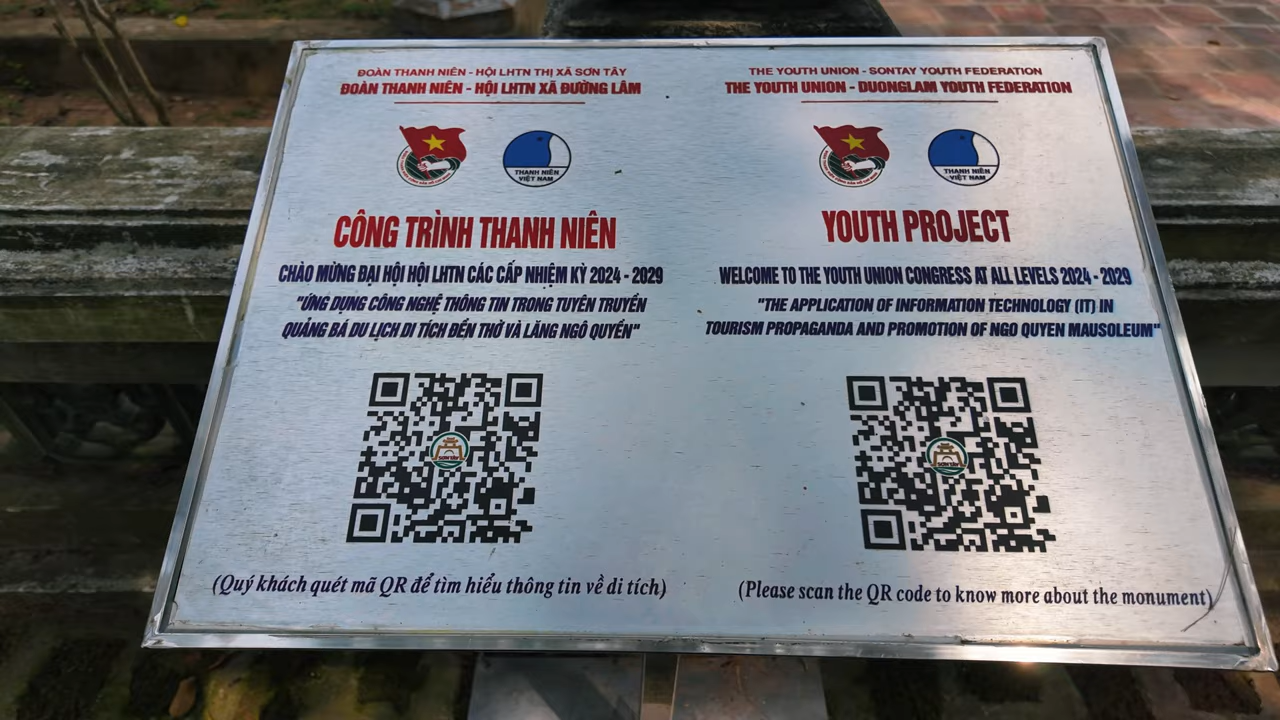 ĐOÀN THANH NIÊN - HỘI LHTN THỊ XÃ SƠN TÂY
ĐOÀN THANH NIÊN - HỘI LHTN XÃ ĐƯỜNG LÂM
THANH NIÊN
VIỆT NAM
CÔNG TRÌNH THANH NIÊN
CHÀO MỪNG ĐẠI HỘI HỘI LHTN CÁC CẤP NHIỆM KỲ 2024 - 2029
"ỨNG DỤNG CÔNG NGHỆ THÔNG TIN TRONG TUYÊN TRUYỀN
QUẢNG BÁ DU LỊCH DI TÍCH ĐỀN THỜ VÀ LĂNG NGÔ QUYỀN"
SƠN TÂY
(Quý khách quét mã QR để tìm hiểu thông tin về di tích)
THE YOUTH UNION - SONTAY YOUTH FEDERATION
THE YOUTH UNION - DUONGLAM YOUTH FEDERATION
THANH NIÊN
VIỆT NAM
YOUTH PROJECT
WELCOME TO THE YOUTH UNION CONGRESS AT ALL LEVELS 2024 - 2029
"THE APPLICATION OF INFORMATION TECHNOLOGY (IT) IN
TOURISM PROPAGANDA AND PROMOTION OF NGO QUYEN MAUSOLEUM"
SƠN TÂY
(Please scan the QR code to know more about the monument)